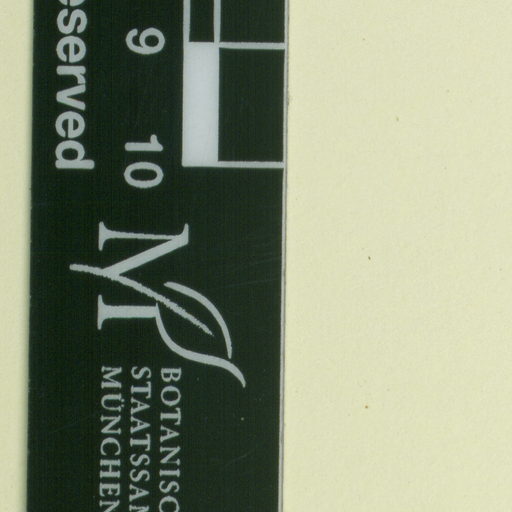 eserved
9 10
BOTANISC
STAATSSAM
MÜNCHEN